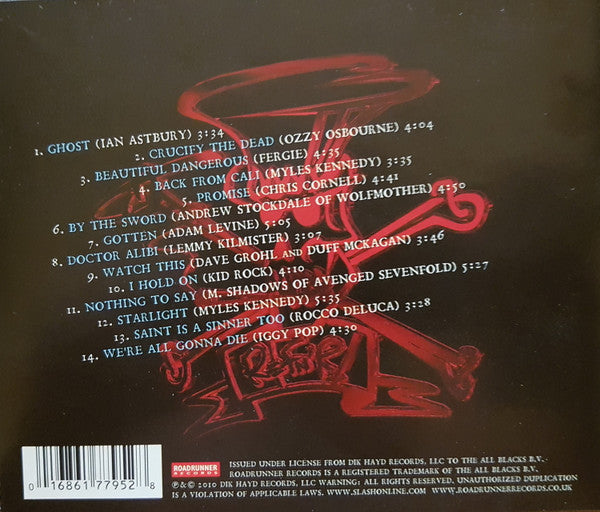 1. GHOST (IAN ASTBURY) 3:34
2. CRUCIFY THE DEAD (OZZY OSBOURNE) 4:04
3. BEAUTIFUL DANGEROUS (FERGIE) 4:35
4. BACK FROM CALI (MYLES KENNEDY) 3:35
5. PROMISE (CHRIS CORNELL) 4:41
6. BY THE SWORD (ANDREW STOCKDALE OF WOLFMOTHER) 4:50
7. GOTTEN (ADAM LEVINE) 5:05
8. DOCTOR ALIBI (LEMMY KILMISTER) 3:07
9. WATCH THIS (DAVE GROHL AND DUFF MCKAGAN) 3:46
10. I HOLD ON (KID ROCK) 4:10
11. NOTHING TO SAY (M. SHADOWS OF AVENGED SEVENFOLD) 5:27
12. STARLIGHT (MYLES KENNEDY) 5:35
13. SAINT IS A SINNER TOO (ROCCO DELUCA) 3:28
14. WE'RE ALL GONNA DIE (IGGY POP) 4:30
0 16861 77952 8
ROADRUNNER
RECORDS
ISSUED UNDER LICENSE FROM DIK HAYD RECORDS, LLC TO THE ALL BLACKS B.V.
ROADRUNNER RECORDS IS A REGISTERED TRADEMARK OF THE ALL BLACKS B.V.
℗ & © 2010 DIK HAYD RECORDS, LLC WARNING: ALL RIGHTS RESERVED. UNAUTHORIZED DUPLICATION
IS A VIOLATION OF APPLICABLE LAWS. WWW.SLASHONLINE.COM WWW.ROADRUNNERRECORDS.CO.UK